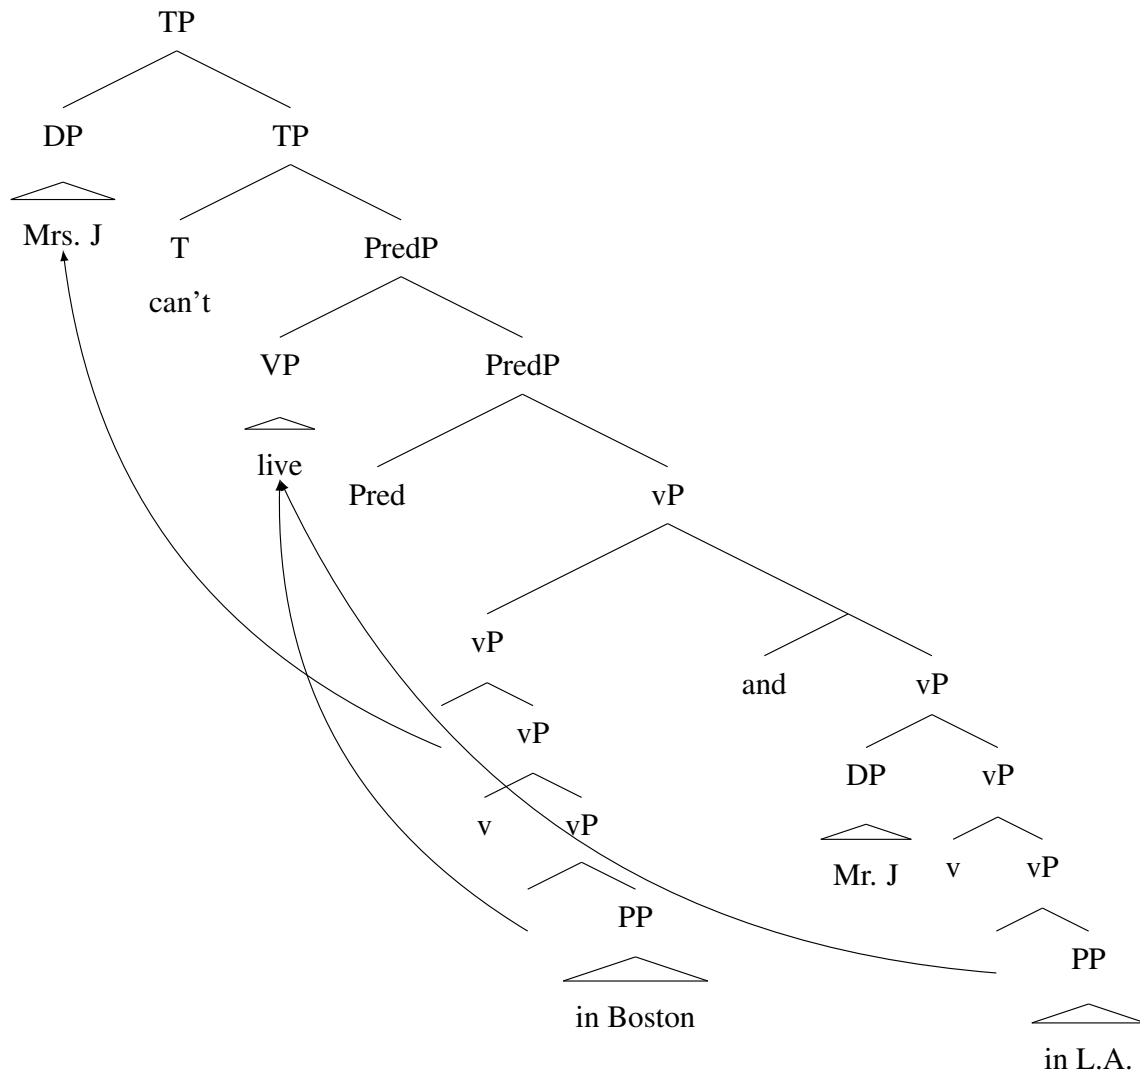 TP
DP TP
Mrs. J T PredP
can't
VP PredP
live Pred vP
vP and vP
vP DP vP
v vP Mr. J v vP
PP PP
in Boston in L.A.